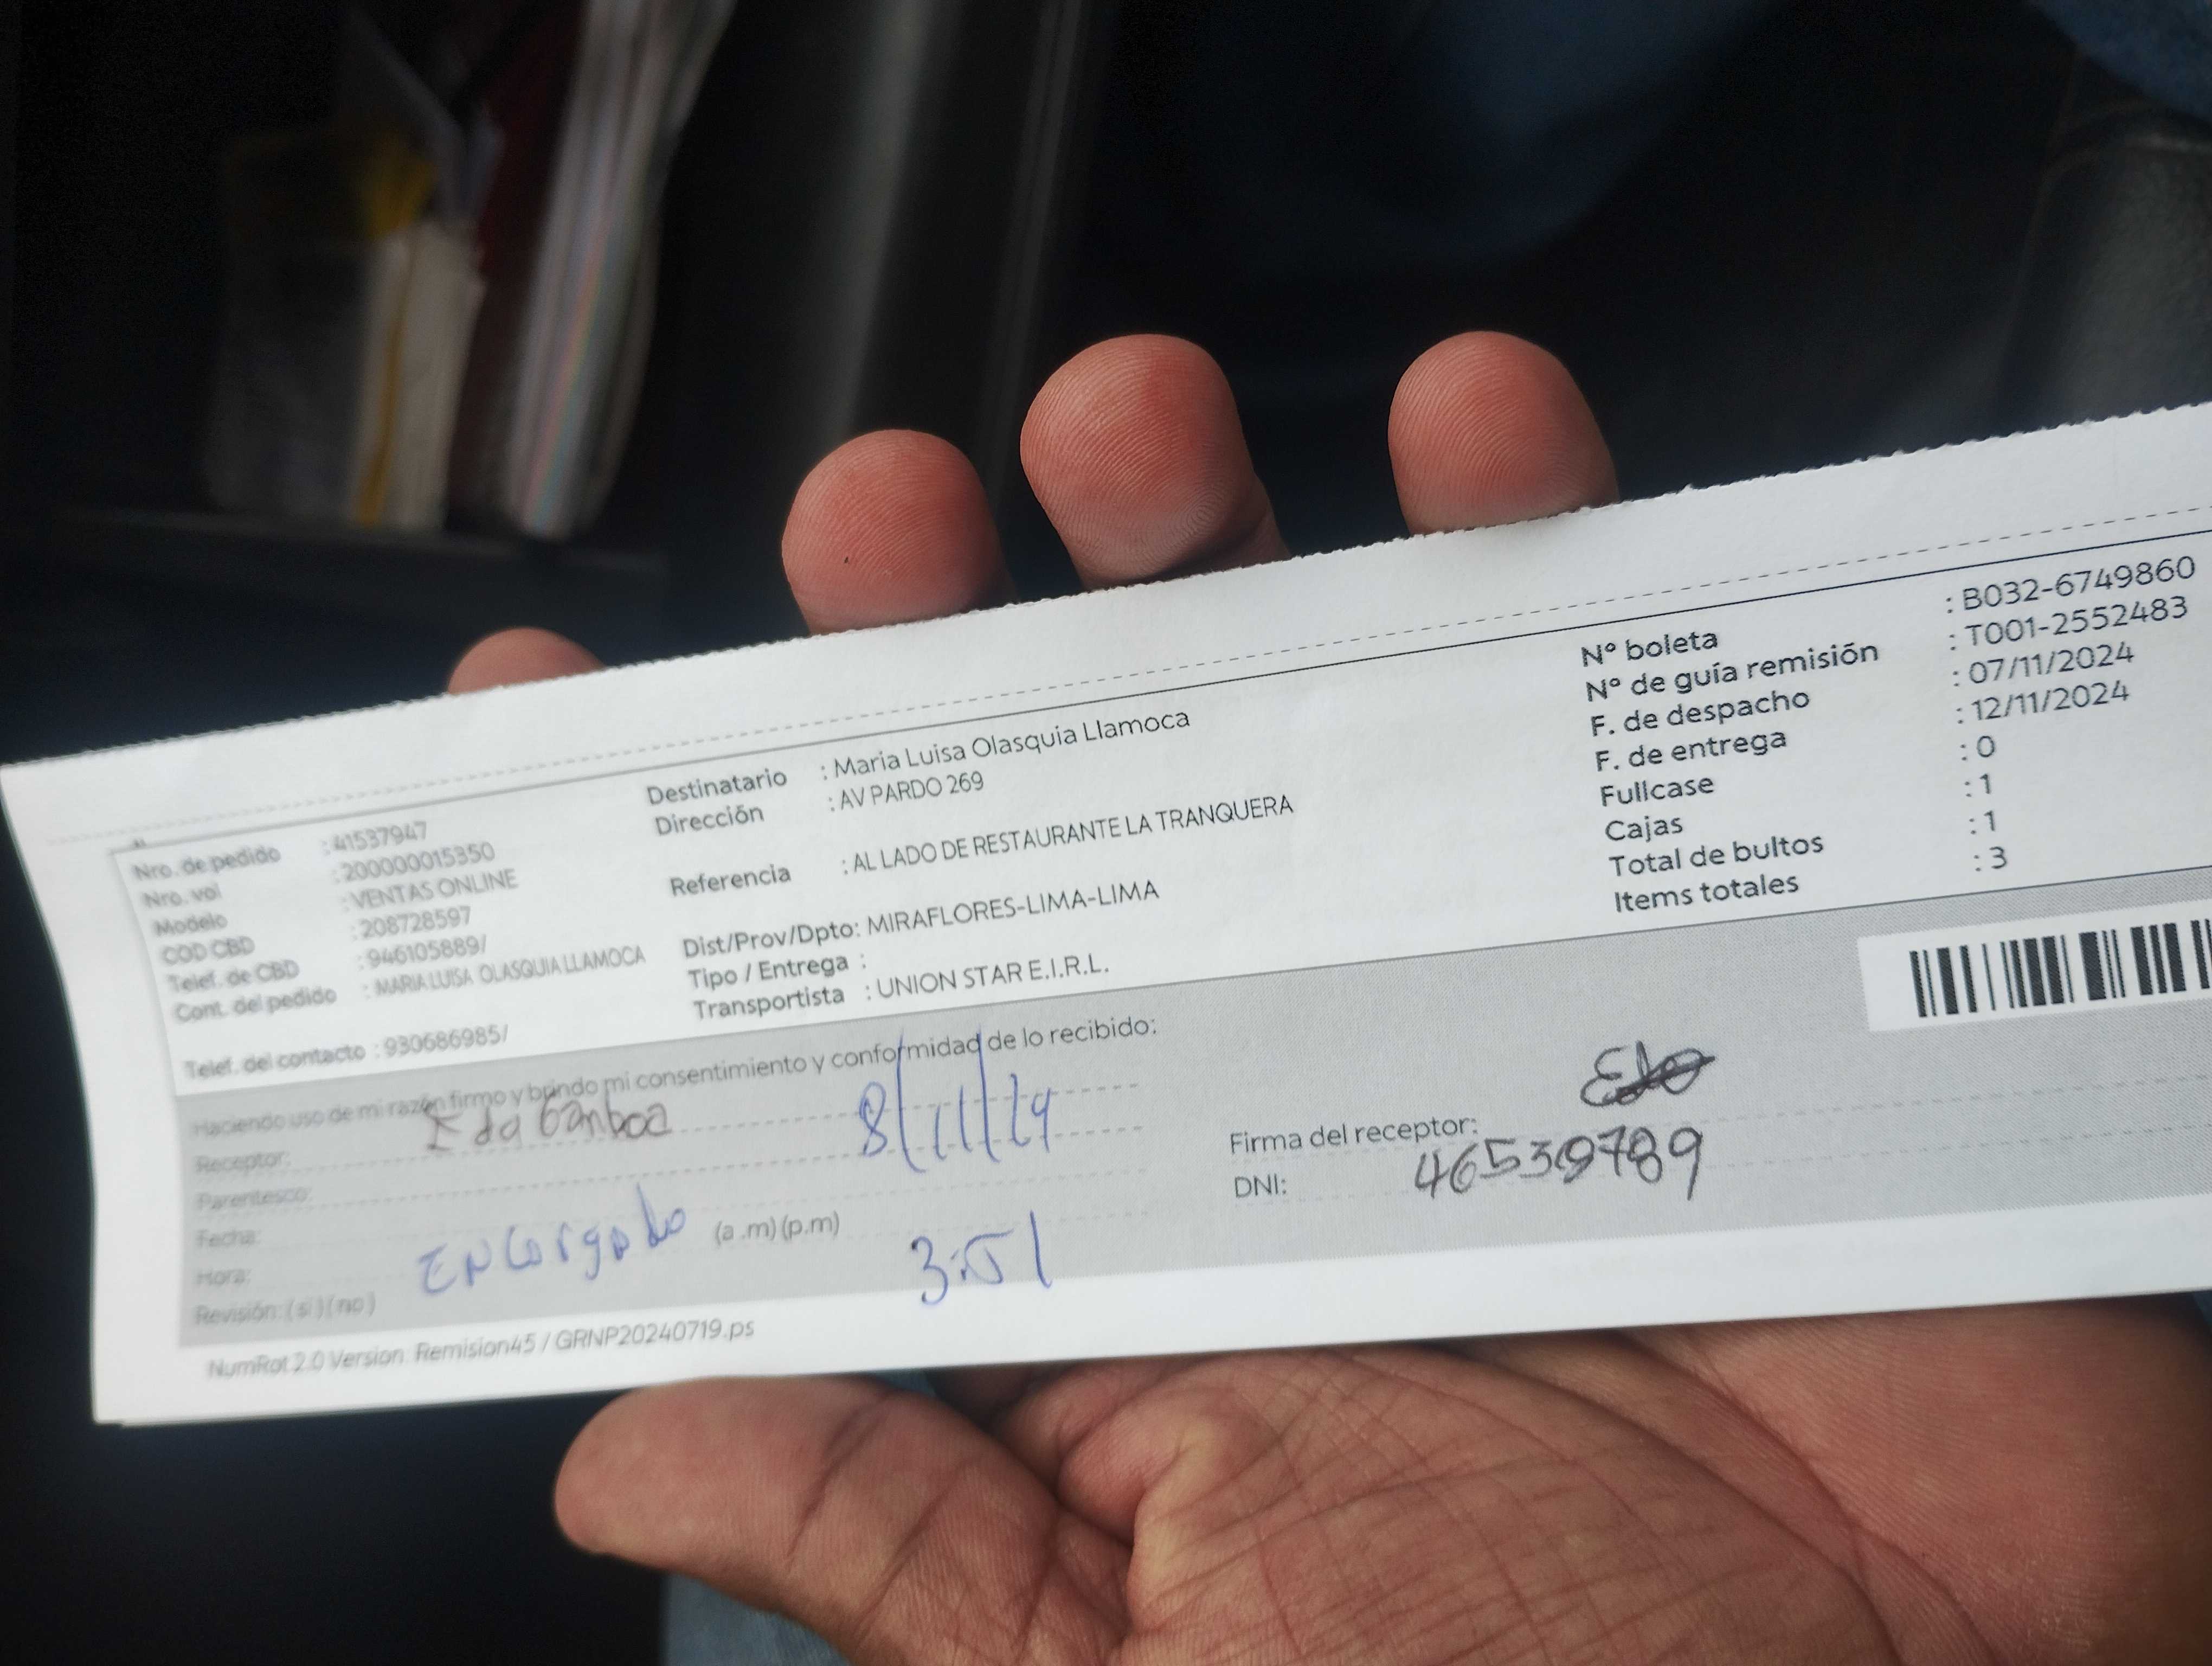 Nro. de pedido : 41537947
Nro. vol : 200000015350
Modelo : VENTAS ONLINE
COD CBD : 208728597
Telef. de CBD : 946105889/
Cont. del pedido : MARIA LUISA OLASQUIA LLAMOCA
Telef. del contacto : 930686985/
Destinatario : Maria Luisa Olasquia Llamoca
Dirección : AV PARDO 269
Referencia : AL LADO DE RESTAURANTE LA TRANQUERA
Dist/Prov/Dpto: MIRAFLORES-LIMA-LIMA
Tipo / Entrega :
Transportista : UNION STAR E.I.R.L.
N° boleta : B032-6749860
N° de guía remisión : T001-2552483
F. de despacho : 07/11/2024
F. de entrega : 12/11/2024
Fullcase : 0
Cajas : 1
Total de bultos : 1
Items totales : 3
Haciendo uso de mi razón firmo y brindo mi consentimiento y conformidad de lo recibido:
Receptor:
Parentesco:
Fecha: 8/11/24
Hora: Encargado (a .m) (p.m) 3:51
Revisión: ( si ) ( no )
Firma del receptor:
DNI: 46539789
NumRot 2.0 Version Remision45 / GRNP20240719.ps